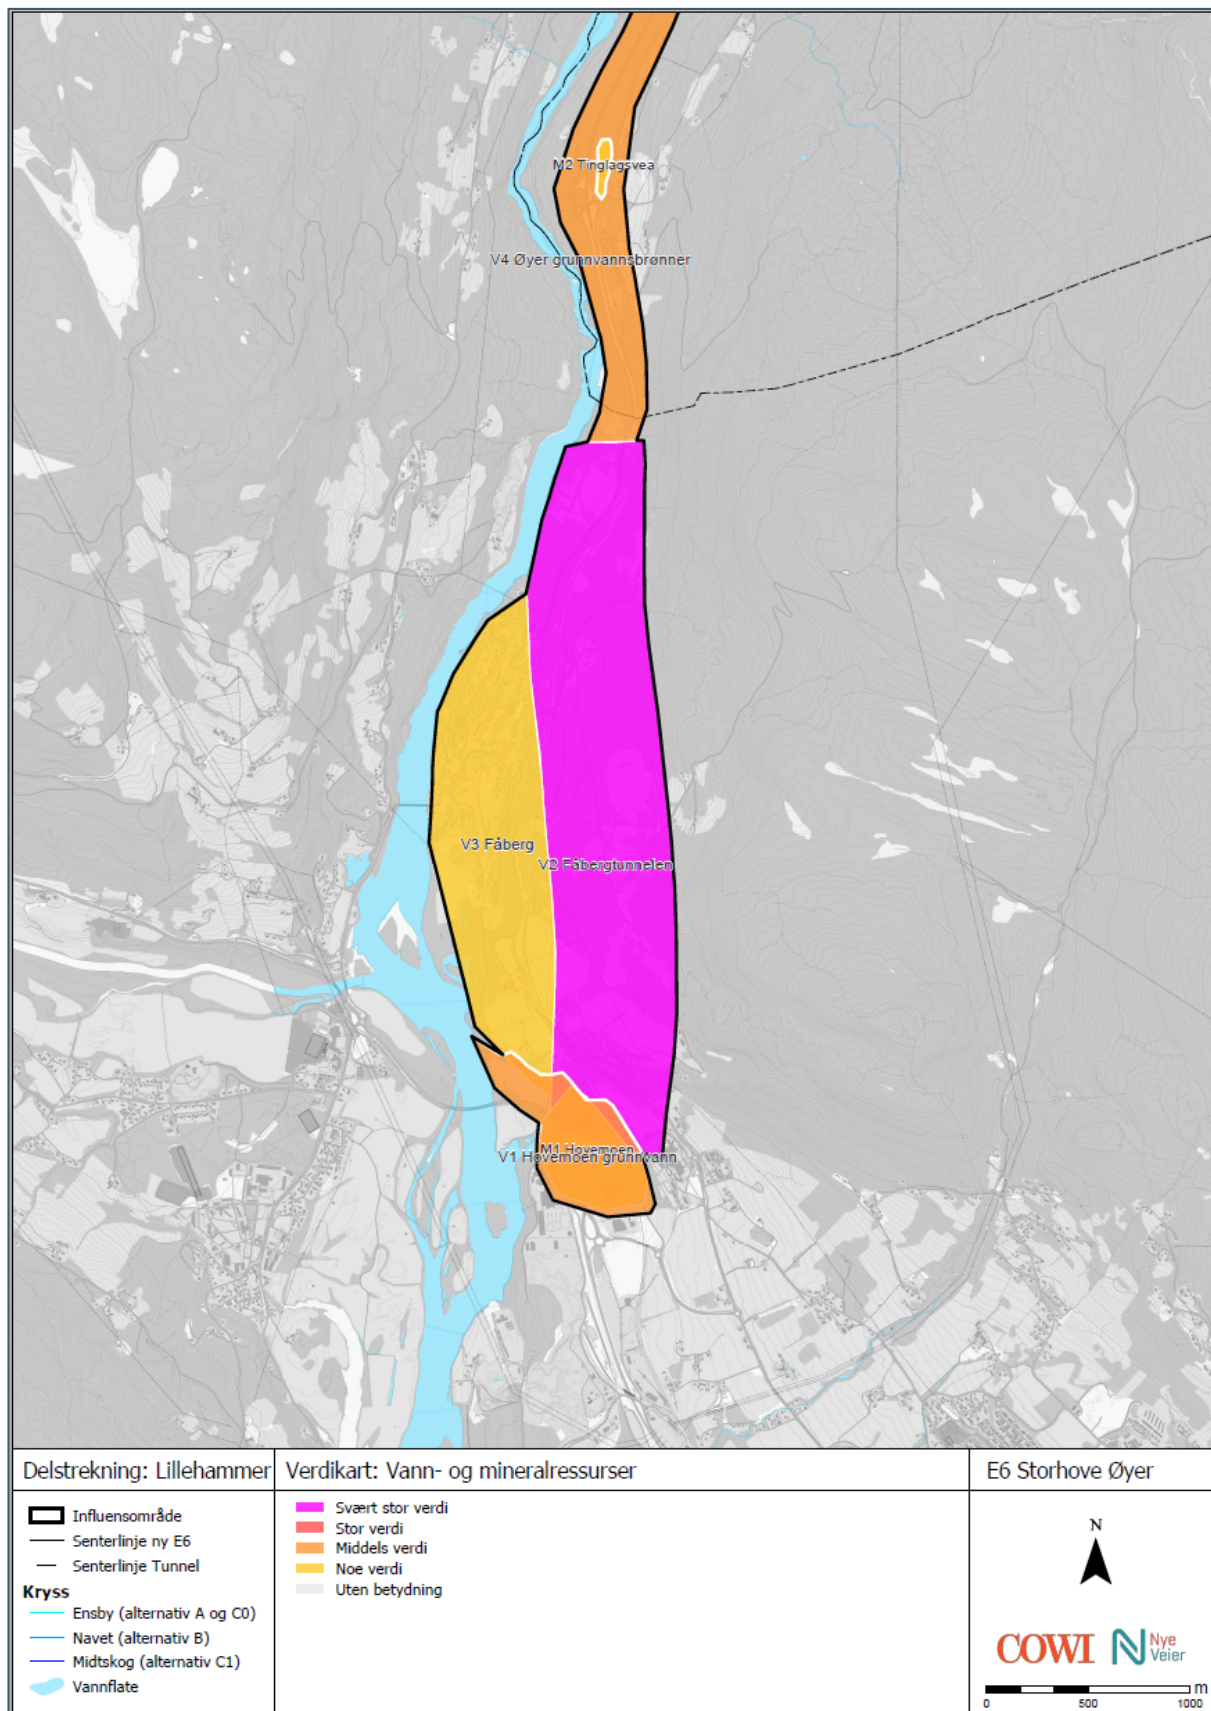 M2 Tinglagsvea
V4 Øyer grunnvannsbrønner
V3 Fåberg
V2 Fåbergtunnelen
M1 Hovemoen
V1 Hovemoen grunnvann
Delstrekning: Lillehammer
Influensområde
Senterlinje ny E6
Senterlinje Tunnel
Kryss
Ensby (alternativ A og C0)
Navet (alternativ B)
Midtskog (alternativ C1)
Vannflate
Verdikart: Vann- og mineralressurser
Svært stor verdi
Stor verdi
Middels verdi
Noe verdi
Uten betydning
E6 Storhove Øyer
N
COWI
Nye
Veier
m
0 500 1000